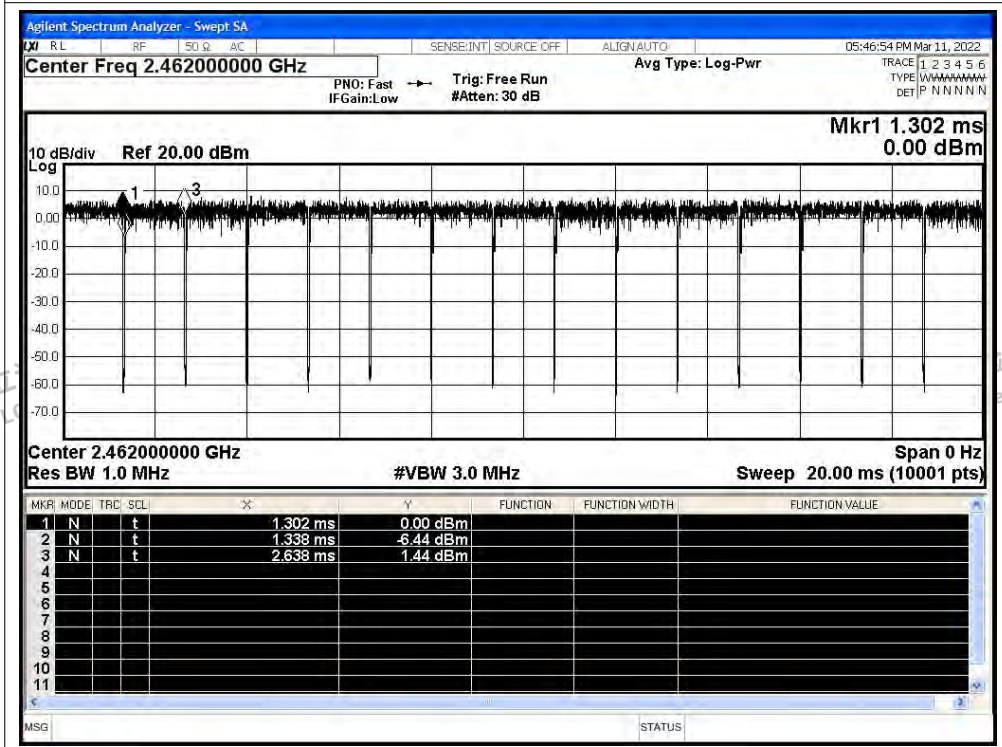 Agilent Spectrum Analyzer - Swept SA
LXI RL RF 50 Ω AC SENSE:INT SOURCE OFF ALIGN AUTO 05:46:54 PM Mar 11, 2022
Center Freq 2.462000000 GHz Avg Type: Log-Pwr TRACE 1 2 3 4 5 6
PNO: Fast Trig: Free Run TYPE WWWWWW
IFGain:Low #Atten: 30 dB DET P N N N N N
Mkr1 1.302 ms
10 dB/div Ref 20.00 dBm 0.00 dBm
Log
10.0
1 3
0.00
-10.0
-20.0
-30.0
-40.0
-50.0
-60.0
-70.0
Center 2.462000000 GHz Span 0 Hz
Res BW 1.0 MHz #VBW 3.0 MHz Sweep 20.00 ms (10001 pts)
MKR MODE TRC SCL X Y FUNCTION FUNCTION WIDTH FUNCTION VALUE
1 N t 1.302 ms 0.00 dBm
2 N t 1.338 ms -6.44 dBm
3 N t 2.638 ms 1.44 dBm
4
5
6
7
8
9
10
11
MSG STATUS